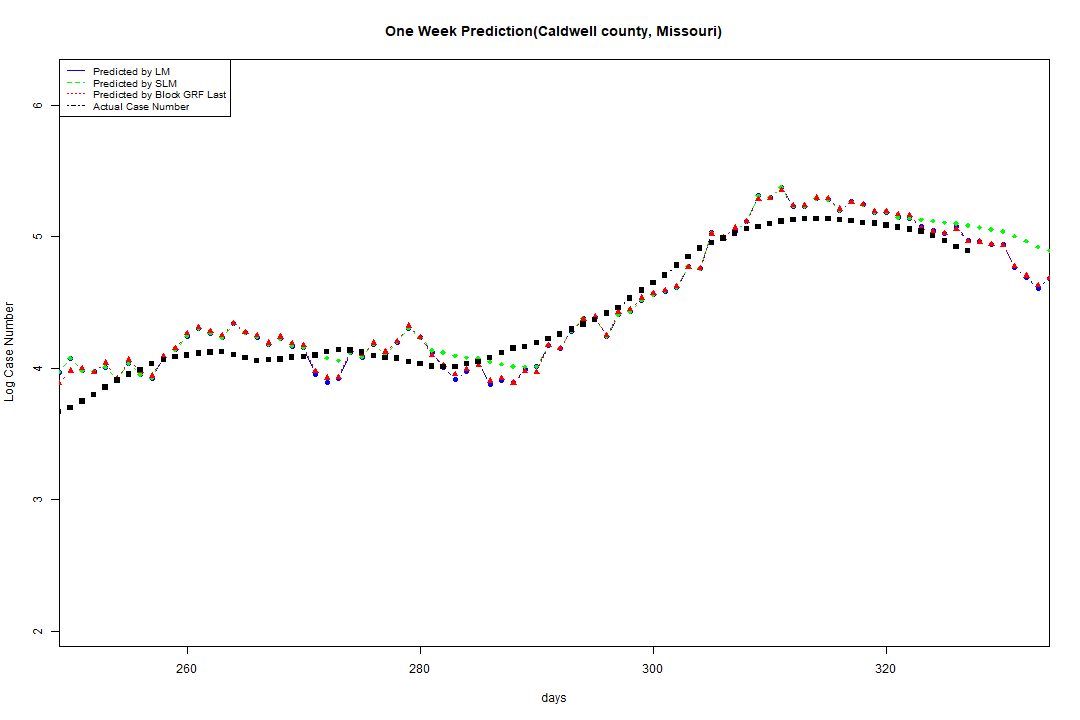 One Week Prediction(Caldwell county, Missouri)
Predicted by LM
Predicted by SLM
Predicted by Block GRF Last
Actual Case Number
6
5
4
3
2
Log Case Number
260
280
300
320
days